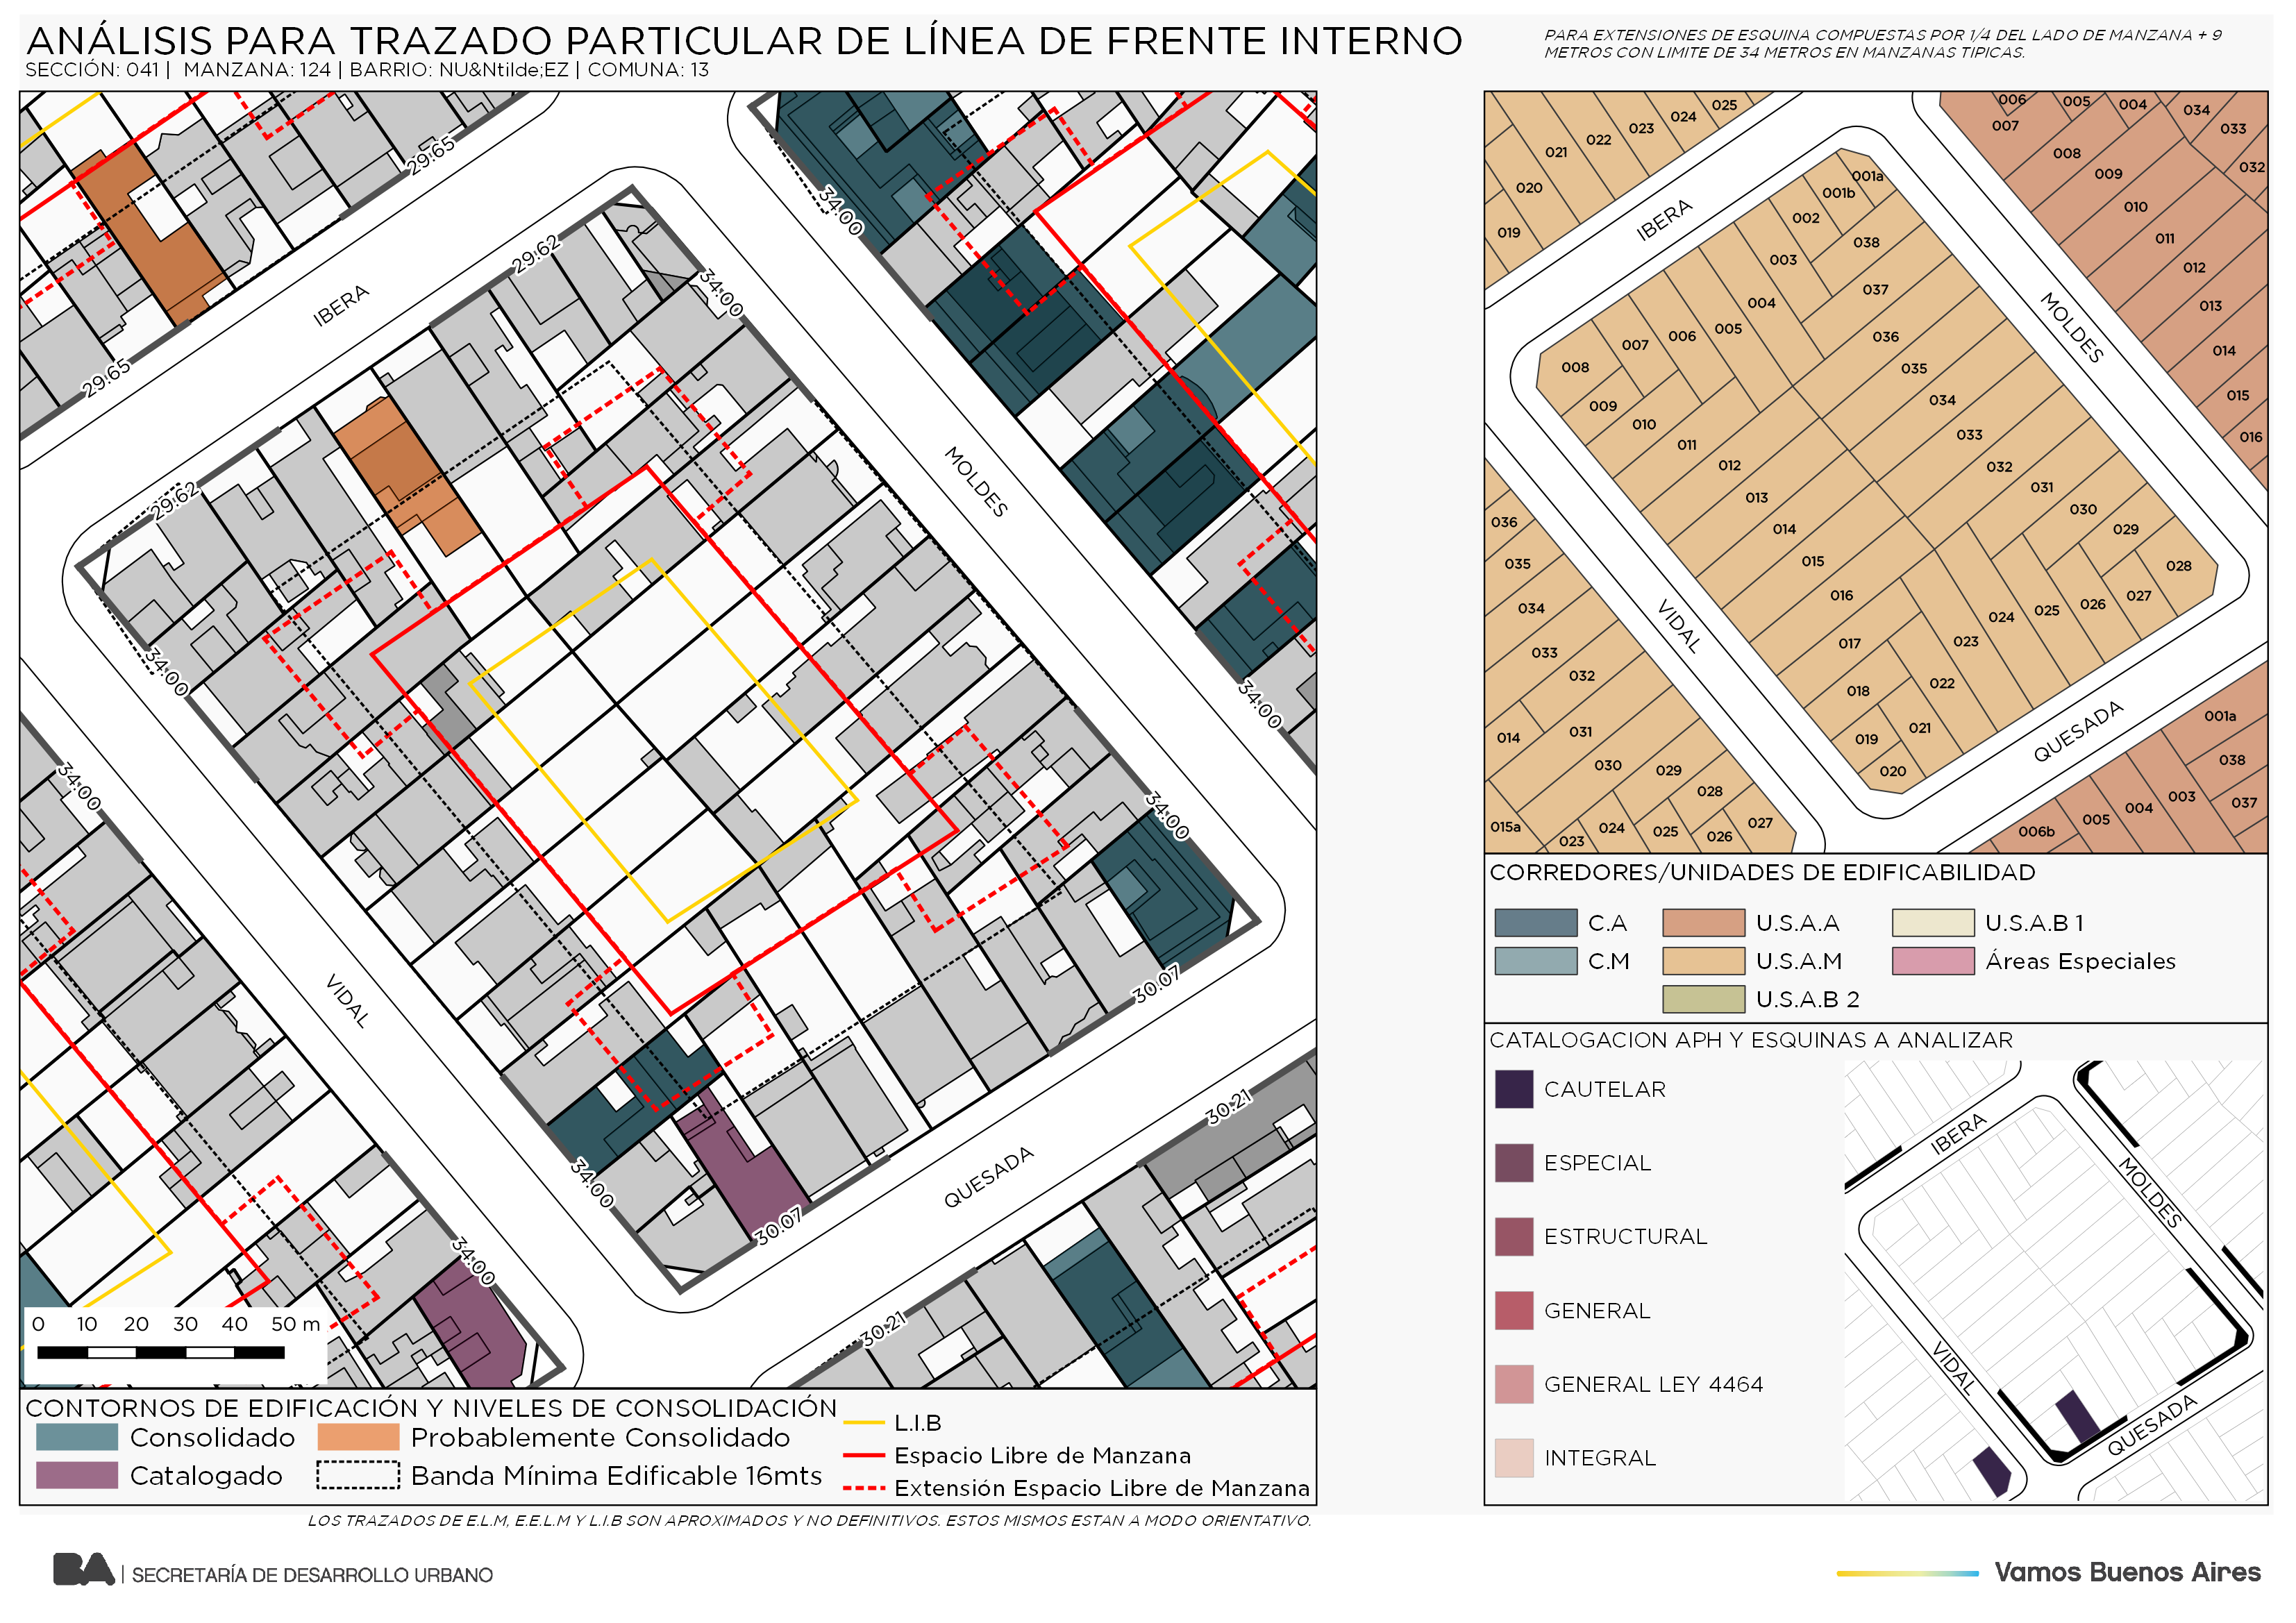 ANÁLISIS PARA TRAZADO PARTICULAR DE LÍNEA DE FRENTE INTERNO
SECCIÓN: 041 | MANZANA: 124 | BARRIO: NU&Ntilde;EZ | COMUNA: 13
PARA EXTENSIONES DE ESQUINA COMPUESTAS POR 1/4 DEL LADO DE MANZANA + 9
METROS CON LIMITE DE 34 METROS EN MANZANAS TIPICAS.
29.65
29.65
34.00
IBERA
29.62
34.00
29.62
MOLDES
34.00
34.00
34.00
34.00
VIDAL
30.07
34.00
30.07
QUESADA
30.21
34.00
30.21
0 10 20 30 40 50 m
CONTORNOS DE EDIFICACIÓN Y NIVELES DE CONSOLIDACIÓN
Consolidado
Probablemente Consolidado
Catalogado
Banda Mínima Edificable 16mts
L.I.B
Espacio Libre de Manzana
Extensión Espacio Libre de Manzana
LOS TRAZADOS DE E.L.M, E.E.L.M Y L.I.B SON APROXIMADOS Y NO DEFINITIVOS. ESTOS MISMOS ESTAN A MODO ORIENTATIVO.
025
024
023
022
021
020
019
006
005
004
034
007
033
008
032
009
010
011
012
013
014
015
016
IBERA
MOLDES
001a
001b
002
038
003
037
004
036
005
006
007
035
008
034
009
010
033
011
012
032
013
031
014
030
015
029
016
028
017
027
026
025
024
023
022
018
021
019
020
VIDAL
QUESADA
036
035
034
033
032
014
031
030
029
028
015a
023
024
025
026
027
001a
038
037
003
004
005
006b
CORREDORES/UNIDADES DE EDIFICABILIDAD
C.A
U.S.A.A
U.S.A.B 1
C.M
U.S.A.M
Áreas Especiales
U.S.A.B 2
CATALOGACION APH Y ESQUINAS A ANALIZAR
CAUTELAR
ESPECIAL
ESTRUCTURAL
GENERAL
GENERAL LEY 4464
INTEGRAL
IBERA
MOLDES
VIDAL
QUESADA
BA | SECRETARÍA DE DESARROLLO URBANO
Vamos Buenos Aires